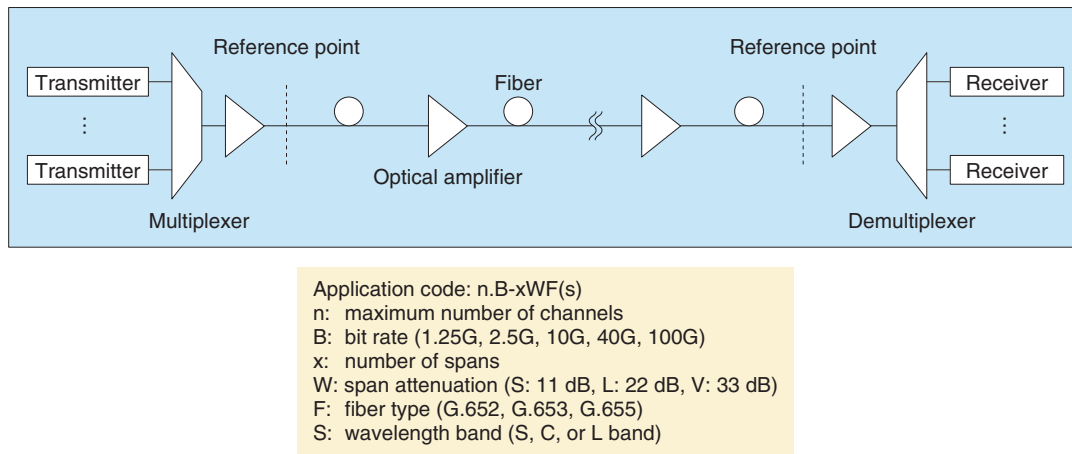 Reference point
Reference point
Transmitter
Fiber
Receiver
⋮
⋮
Transmitter
Optical amplifier
Receiver
Multiplexer
Demultiplexer
Application code: n.B-xWF(s)
n: maximum number of channels
B: bit rate (1.25G, 2.5G, 10G, 40G, 100G)
x: number of spans
W: span attenuation (S: 11 dB, L: 22 dB, V: 33 dB)
F: fiber type (G.652, G.653, G.655)
S: wavelength band (S, C, or L band)